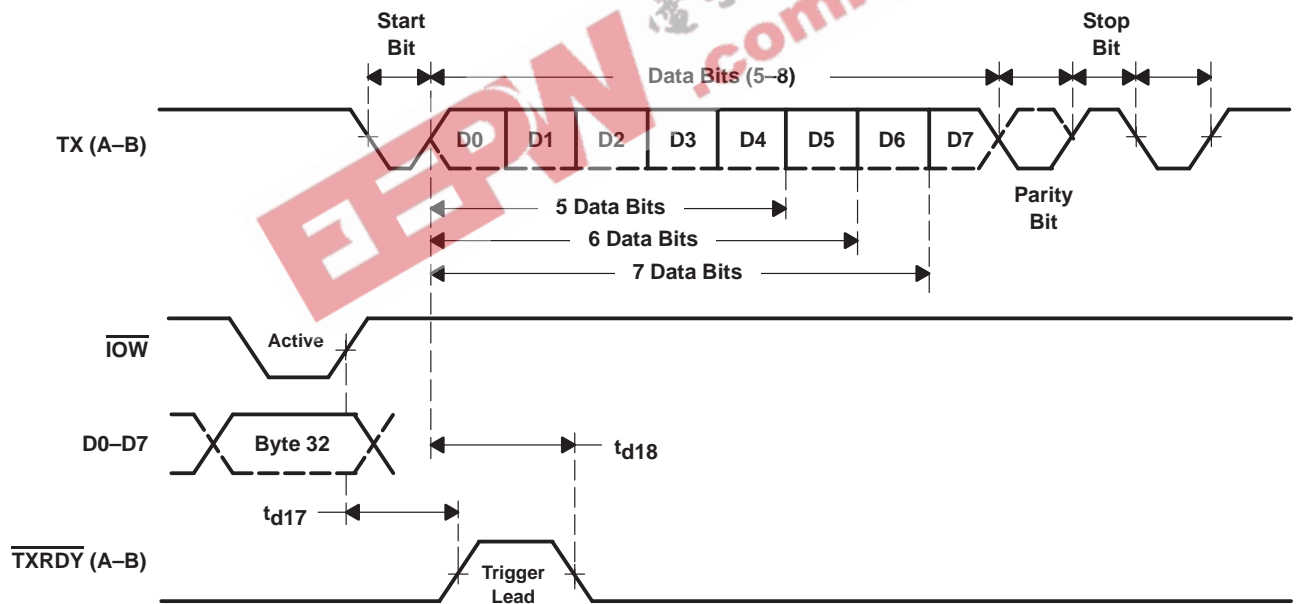 Start
Bit
Data Bits (5–8)
Stop
Bit
TX (A–B)
D0
D1
D2
D3
D4
D5
D6
D7
Parity
Bit
5 Data Bits
6 Data Bits
7 Data Bits
IOW
Active
D0–D7
Byte 32
td18
td17
TXRDY (A–B)
Trigger
Lead
EEPW
.com